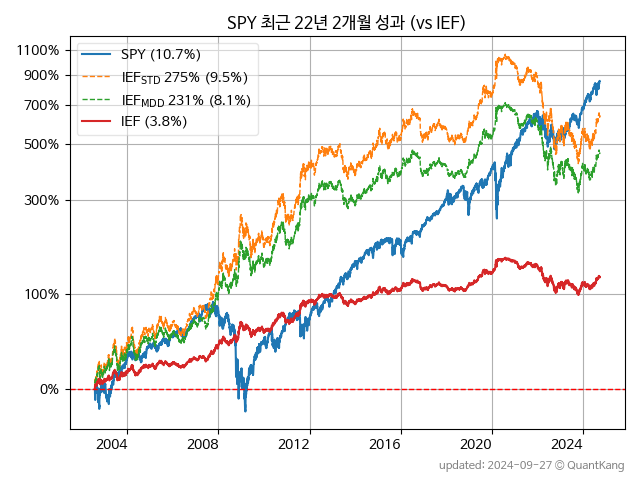 SPY 최근 22년 2개월 성과 (vs IEF)
1100%
900%
700%
500%
300%
100%
0%
SPY (10.7%)
IEF_STD 275% (9.5%)
IEF_MDD 231% (8.1%)
IEF (3.8%)
2004 2008 2012 2016 2020 2024
updated: 2024-09-27 © QuantKang